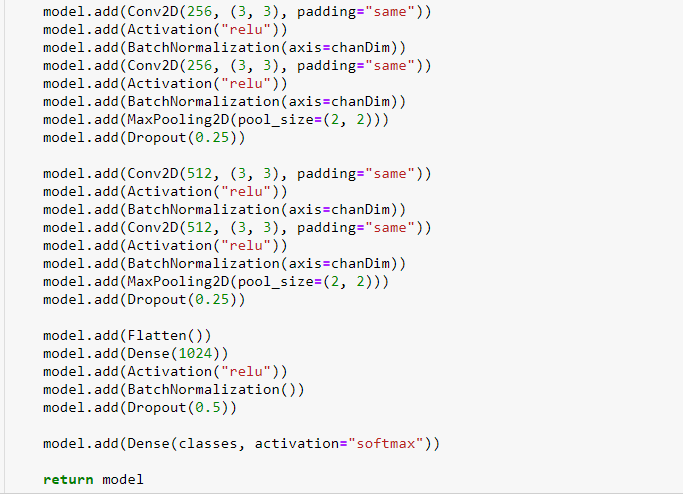 model.add(Conv2D(256, (3, 3), padding="same"))
model.add(Activation("relu"))
model.add(BatchNormalization(axis=chanDim))
model.add(Conv2D(256, (3, 3), padding="same"))
model.add(Activation("relu"))
model.add(BatchNormalization(axis=chanDim))
model.add(MaxPooling2D(pool_size=(2, 2)))
model.add(Dropout(0.25))

model.add(Conv2D(512, (3, 3), padding="same"))
model.add(Activation("relu"))
model.add(BatchNormalization(axis=chanDim))
model.add(Conv2D(512, (3, 3), padding="same"))
model.add(Activation("relu"))
model.add(BatchNormalization(axis=chanDim))
model.add(MaxPooling2D(pool_size=(2, 2)))
model.add(Dropout(0.25))

model.add(Flatten())
model.add(Dense(1024))
model.add(Activation("relu"))
model.add(BatchNormalization())
model.add(Dropout(0.5))

model.add(Dense(classes, activation="softmax"))

return model